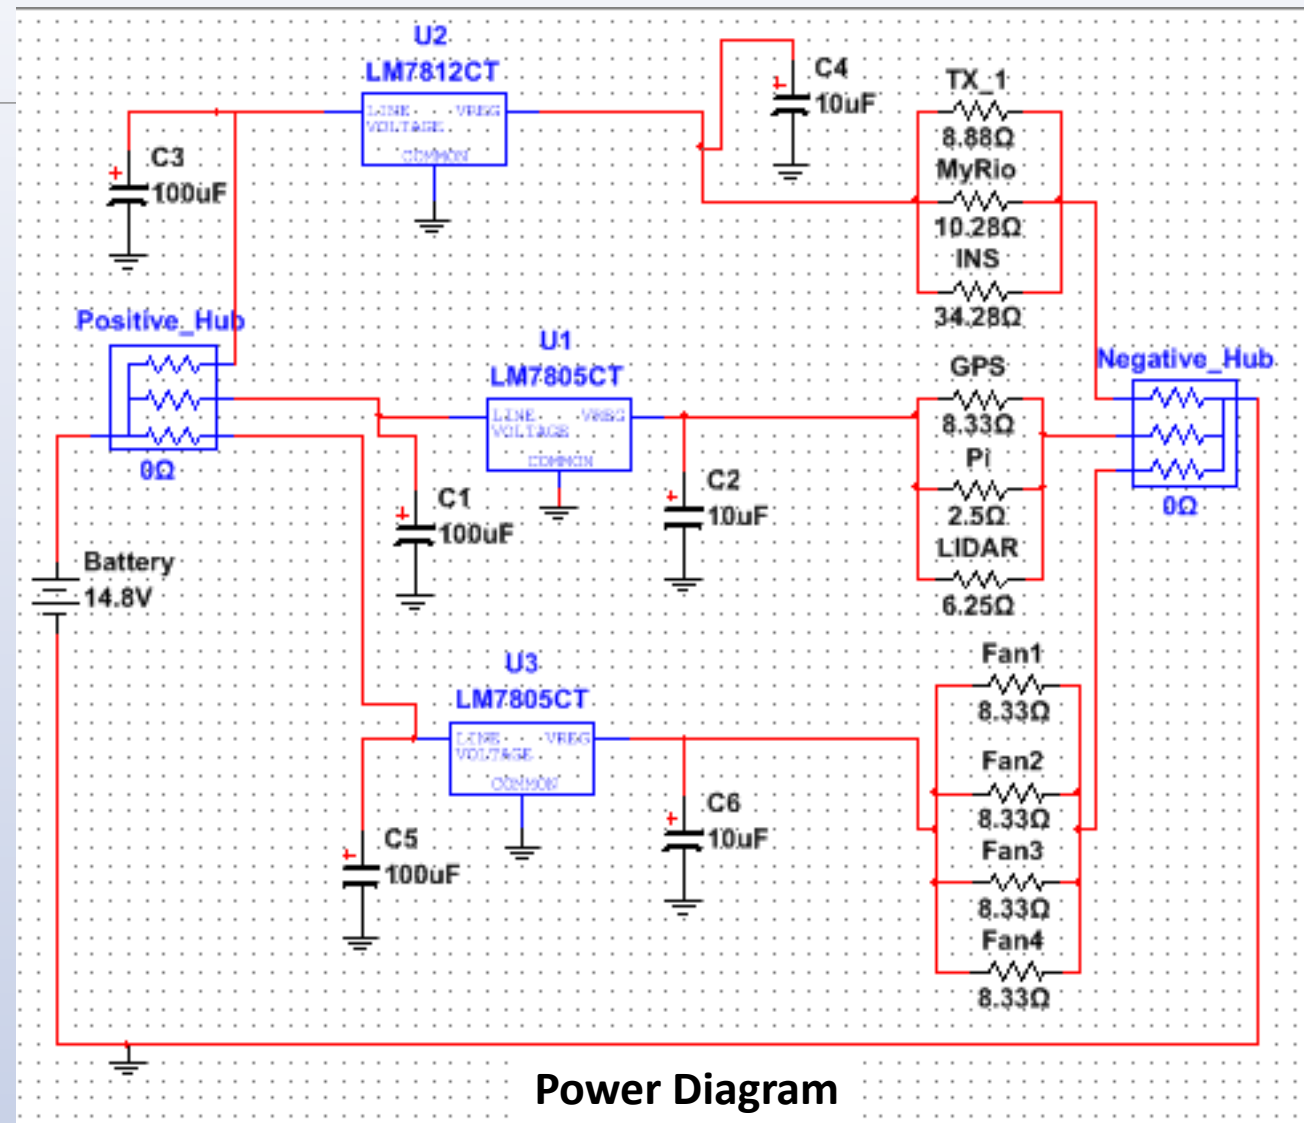 U2
LM7812CT
LINE VREG
VOLTAGE
COMMON
C4
10uF
TX_1
8.88Ω
MyRio
10.28Ω
INS
34.28Ω
C3
100uF
Positive_Hub
0Ω
U1
LM7805CT
LINE VREG
VOLTAGE
COMMON
C1
100uF
C2
10uF
GPS
8.33Ω
Pi
2.5Ω
LIDAR
6.25Ω
Negative_Hub
0Ω
Battery
14.8V
U3
LM7805CT
LINE VREG
VOLTAGE
COMMON
C5
100uF
C6
10uF
Fan1
8.33Ω
Fan2
8.33Ω
Fan3
8.33Ω
Fan4
8.33Ω
Power Diagram